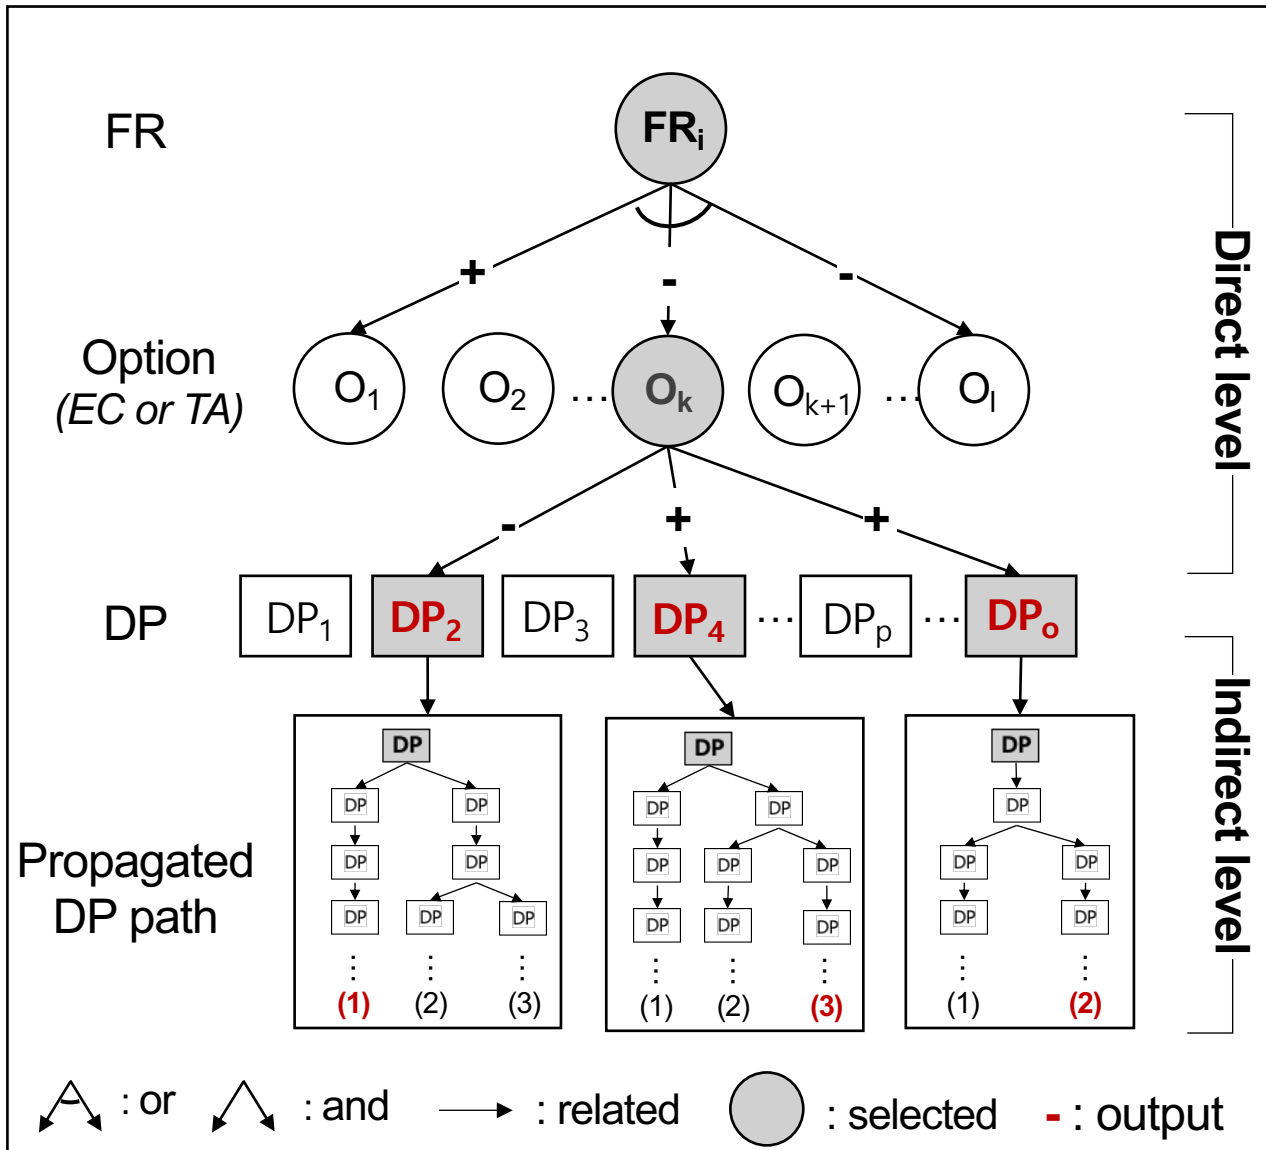 FR
FRi
+
-
-
Direct level
Option
(EC or TA)
O1
O2
...
Ok
Ok+1
...
Ol
-
+
+
DP
DP1
DP2
DP3
DP4
...
DPp
...
DPo
Indirect level
Propagated
DP path
DP
DP
DP
DP
DP
DP
DP
DP
⋮
⋮
⋮
(1)
(2)
(3)
DP
DP
DP
DP
DP
DP
DP
DP
DP
⋮
⋮
⋮
(1)
(2)
(3)
DP
DP
DP
DP
DP
DP
⋮
⋮
(1)
(2)
: or
: and
: related
: selected
- : output